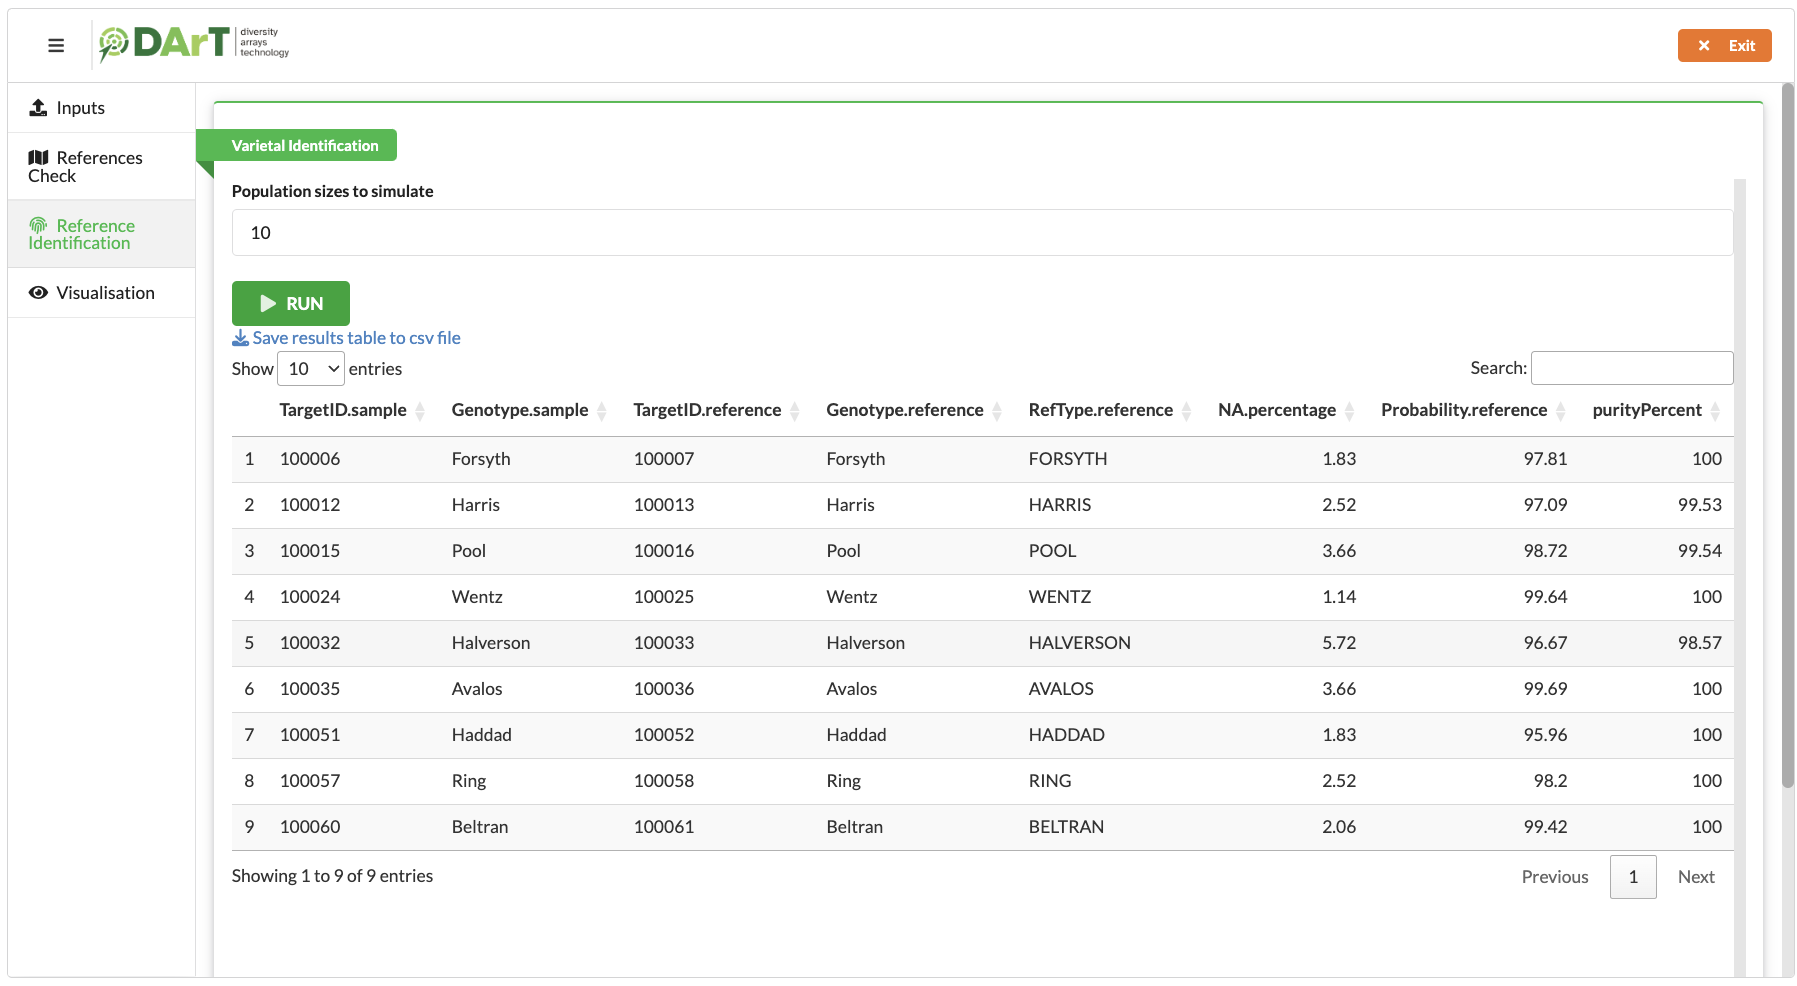 DArT diversity arrays technology
Exit
Inputs
References Check
Reference Identification
Visualisation
Varietal Identification
Population sizes to simulate
10
RUN
Save results table to csv file
Show 10 entries
Search:
TargetID.sample Genotype.sample TargetID.reference Genotype.reference RefType.reference NA.percentage Probability.reference purityPercent
1 100006 Forsyth 100007 Forsyth FORSYTH 1.83 97.81 100
2 100012 Harris 100013 Harris HARRIS 2.52 97.09 99.53
3 100015 Pool 100016 Pool POOL 3.66 98.72 99.54
4 100024 Wentz 100025 Wentz WENTZ 1.14 99.64 100
5 100032 Halverson 100033 Halverson HALVERSON 5.72 96.67 98.57
6 100035 Avalos 100036 Avalos AVALOS 3.66 99.69 100
7 100051 Haddad 100052 Haddad HADDAD 1.83 95.96 100
8 100057 Ring 100058 Ring RING 2.52 98.2 100
9 100060 Beltran 100061 Beltran BELTRAN 2.06 99.42 100
Showing 1 to 9 of 9 entries
Previous 1 Next